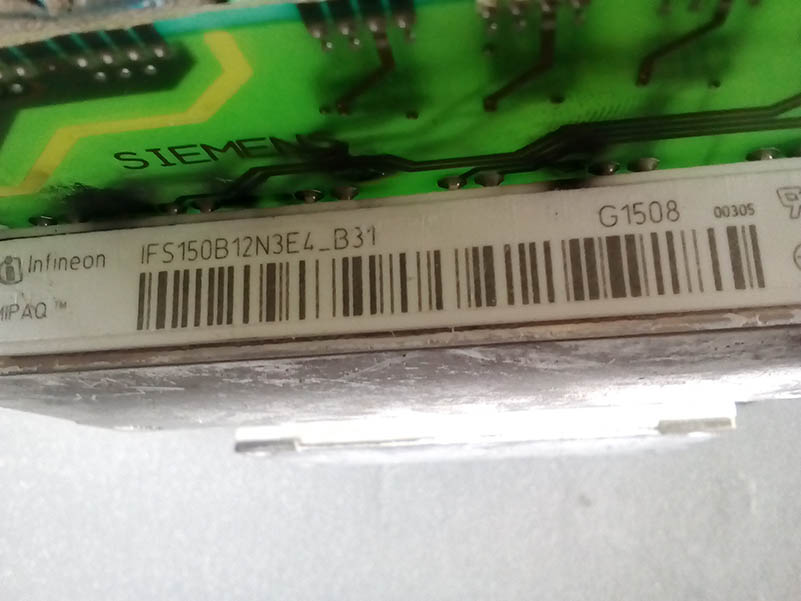 SIEMENS
Infineon IFS150B12N3E4_B31 G1508 00305
MIPAQ™